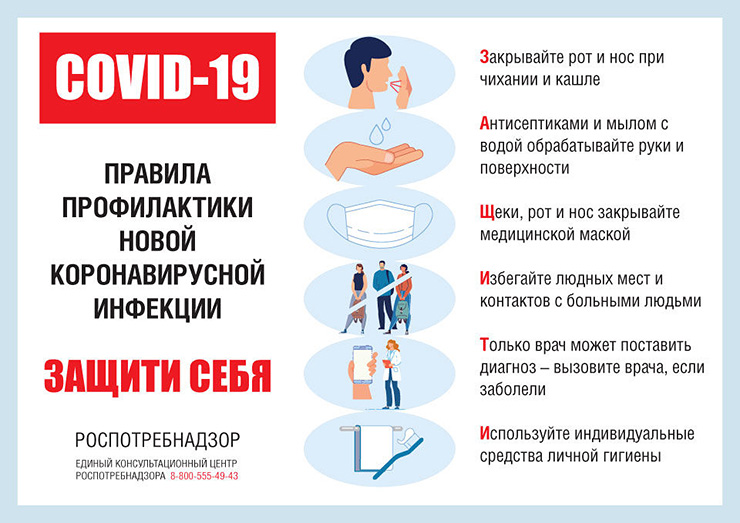 COVID-19
ПРАВИЛА
ПРОФИЛАКТИКИ
НОВОЙ
КОРОНАВИРУСНОЙ
ИНФЕКЦИИ
ЗАЩИТИ СЕБЯ
РОСПОТРЕБНАДЗОР
ЕДИНЫЙ КОНСУЛЬТАЦИОННЫЙ ЦЕНТР
РОСПОТРЕБНАДЗОРА 8-800-555-49-43
Закрывайте рот и нос при
чихании и кашле
Антисептиками и мылом с
водой обрабатывайте руки и
поверхности
Щеки, рот и нос закрывайте
медицинской маской
Избегайте людных мест и
контактов с больными людьми
Только врач может поставить
диагноз – вызовите врача, если
заболели
Используйте индивидуальные
средства личной гигиены